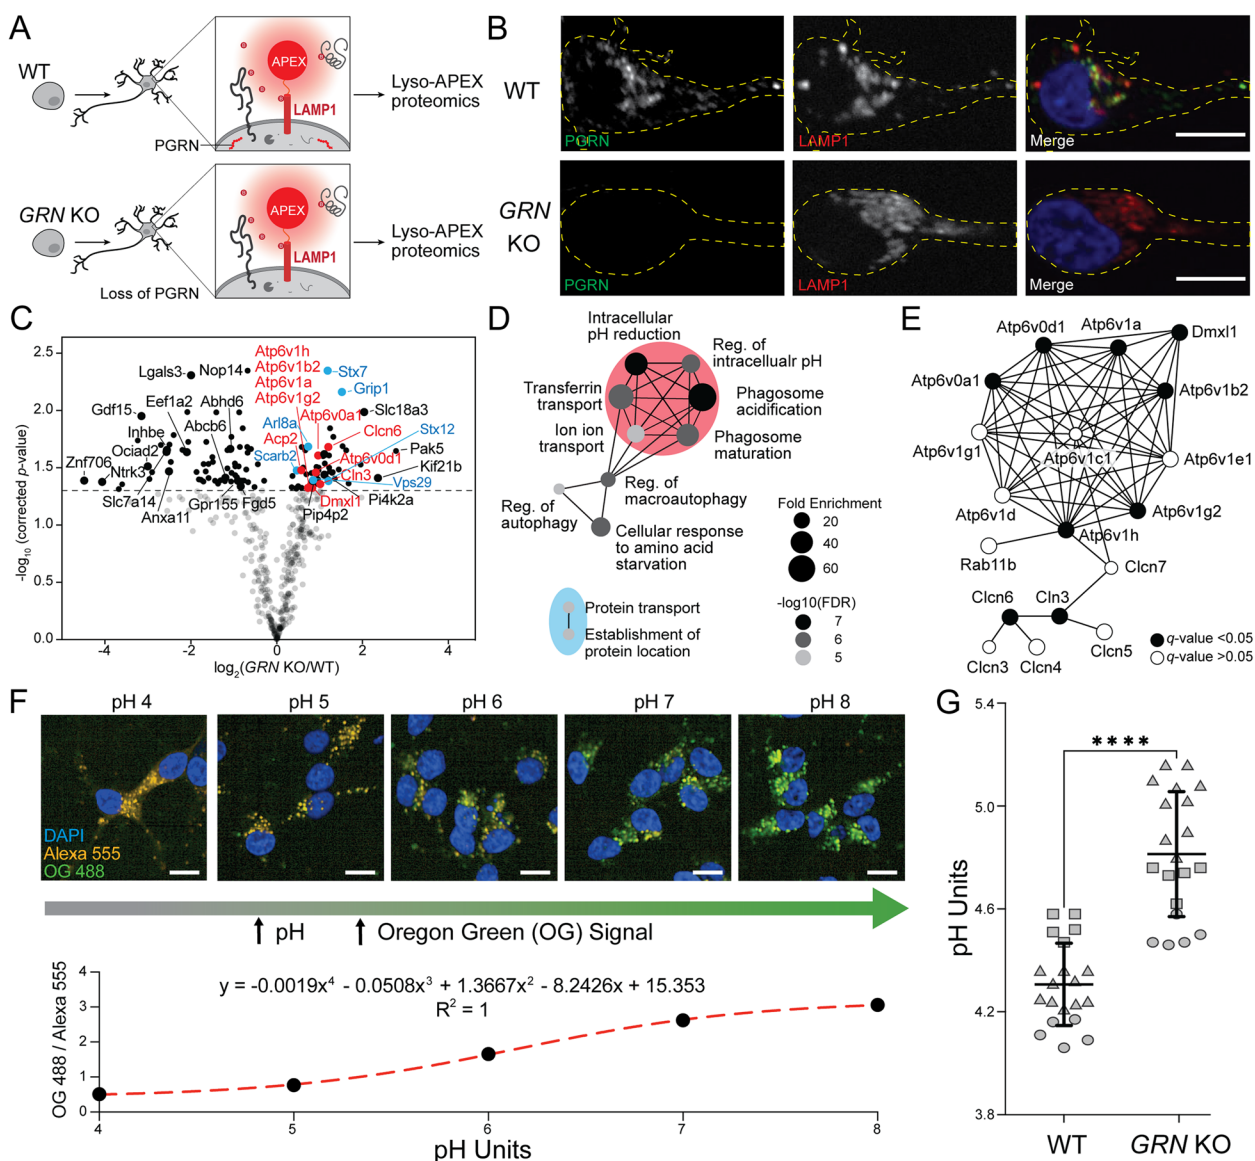 A
WT
APEX
LAMP1
PGRN
Lyso-APEX
proteomics
GRN KO
APEX
LAMP1
Loss of PGRN
Lyso-APEX
proteomics
B
WT
PGRN
LAMP1
Merge
GRN
KO
PGRN
LAMP1
Merge
C
-log10 (corrected p-value)
2.5
2.0
1.5
1.0
0.5
0.0
-4
-2
0
2
4
log2(GRN KO/WT)
Atp6v1h
Atp6v1b2
Atp6v1a
Atp6v1g2
Stx7
Grip1
Lgals3
Nop14
Gdf15
Eef1a2
Abhd6
Inhbe
Abcb6
Arl8a
Atp6v0a1
Slc18a3
Ociad2
Acp2
Clcn6
Stx12
Znf706
Ntrk3
Scarb2
Atp6v0d1
Pak5
Cln3
Kif21b
Slc7a14
Gpr155
Fgd5
Dmxl1
Vps29
Anxa11
Pip4p2
Pi4k2a
D
Intracellular
pH reduction
Reg. of
intracellualr pH
Transferrin
transport
Phagosome
acidification
Ion ion
transport
Phagosome
maturation
Reg. of
macroautophagy
Reg. of
autophagy
Cellular response
to amino acid
starvation
Protein transport
Establishment of
protein location
Fold Enrichment
20
40
60
-log10(FDR)
7
6
5
E
Atp6v0d1
Atp6v1a
Dmxl1
Atp6v0a1
Atp6v1b2
Atp6v1g1
Atp6v1c1
Atp6v1e1
Atp6v1d
Atp6v1g2
Atp6v1h
Rab11b
Clcn7
Clcn6
Cln3
Clcn5
Clcn3
Clcn4
q-value <0.05
q-value >0.05
F
pH 4
pH 5
pH 6
pH 7
pH 8
DAPI
Alexa 555
OG 488
pH
Oregon Green (OG) Signal
y = -0.0019x⁴ - 0.0508x³ + 1.3667x² - 8.2426x + 15.353
R² = 1
OG 488 / Alexa 555
4
3
2
1
0
4
5
6
7
8
pH Units
G
pH Units
5.4
5.0
4.6
4.2
3.8
****
WT
GRN KO